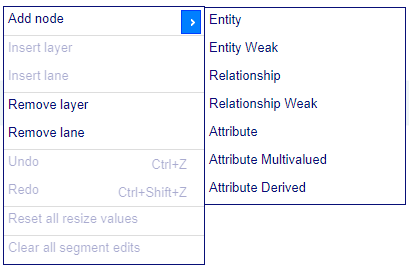 Add node
Insert layer
Insert lane
Remove layer
Remove lane
Undo Ctrl+Z
Redo Ctrl+Shift+Z
Reset all resize values
Clear all segment edits
Entity
Entity Weak
Relationship
Relationship Weak
Attribute
Attribute Multivalued
Attribute Derived